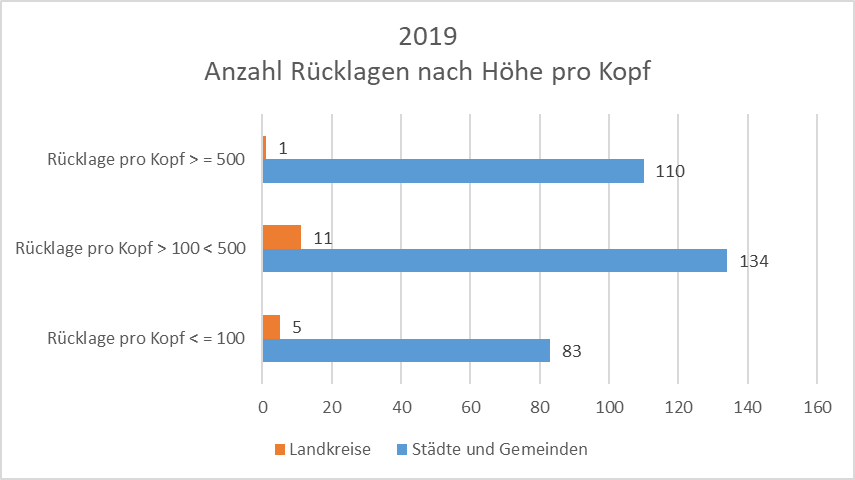 2019
Anzahl Rücklagen nach Höhe pro Kopf
Rücklage pro Kopf > = 500
1
110
Rücklage pro Kopf > 100 < 500
11
134
Rücklage pro Kopf < = 100
5
83
0 20 40 60 80 100 120 140 160
Landkreise Städte und Gemeinden